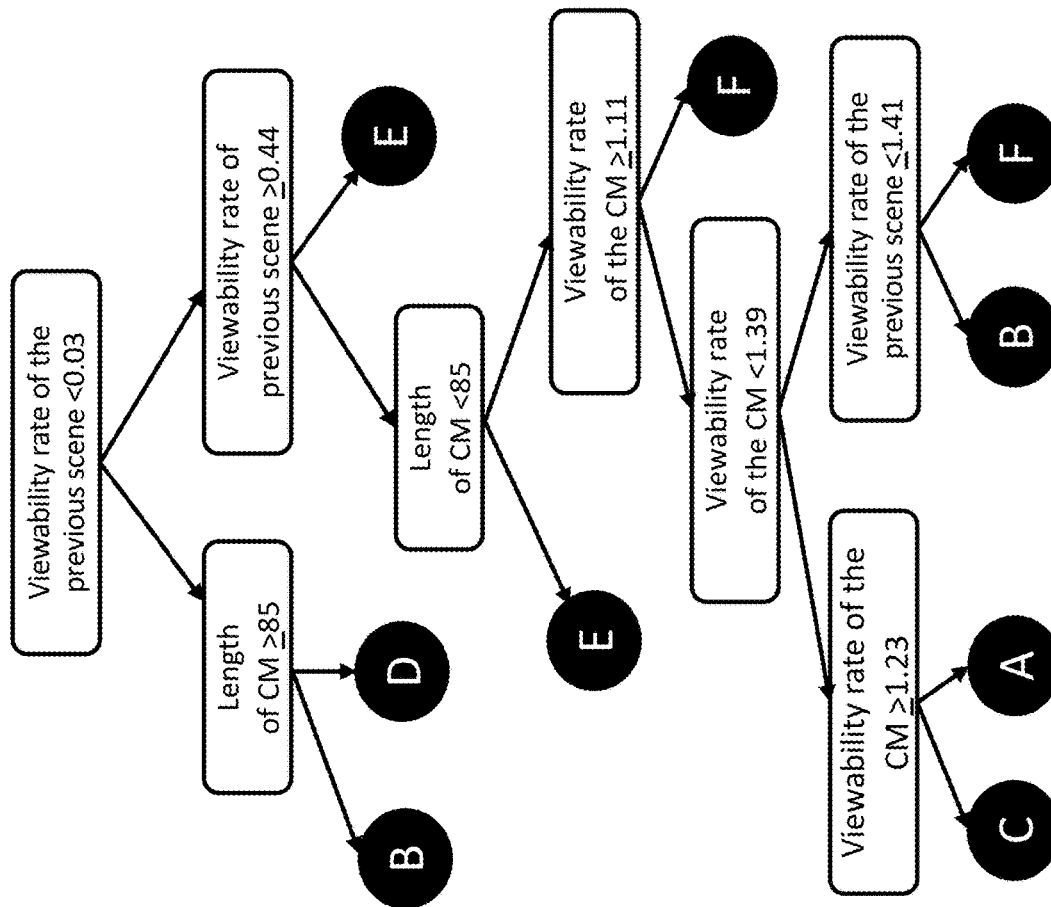 Viewability rate of the
previous scene <0.03
Length
of CM ≥85
Viewability rate of
previous scene ≥0.44
B
D
Length
of CM <85
E
E
Viewability rate
of the CM ≥1.11
Viewability rate
of the CM <1.39
F
Viewability rate of the
CM ≥1.23
Viewability rate of the
previous scene ≤1.41
C
A
B
F